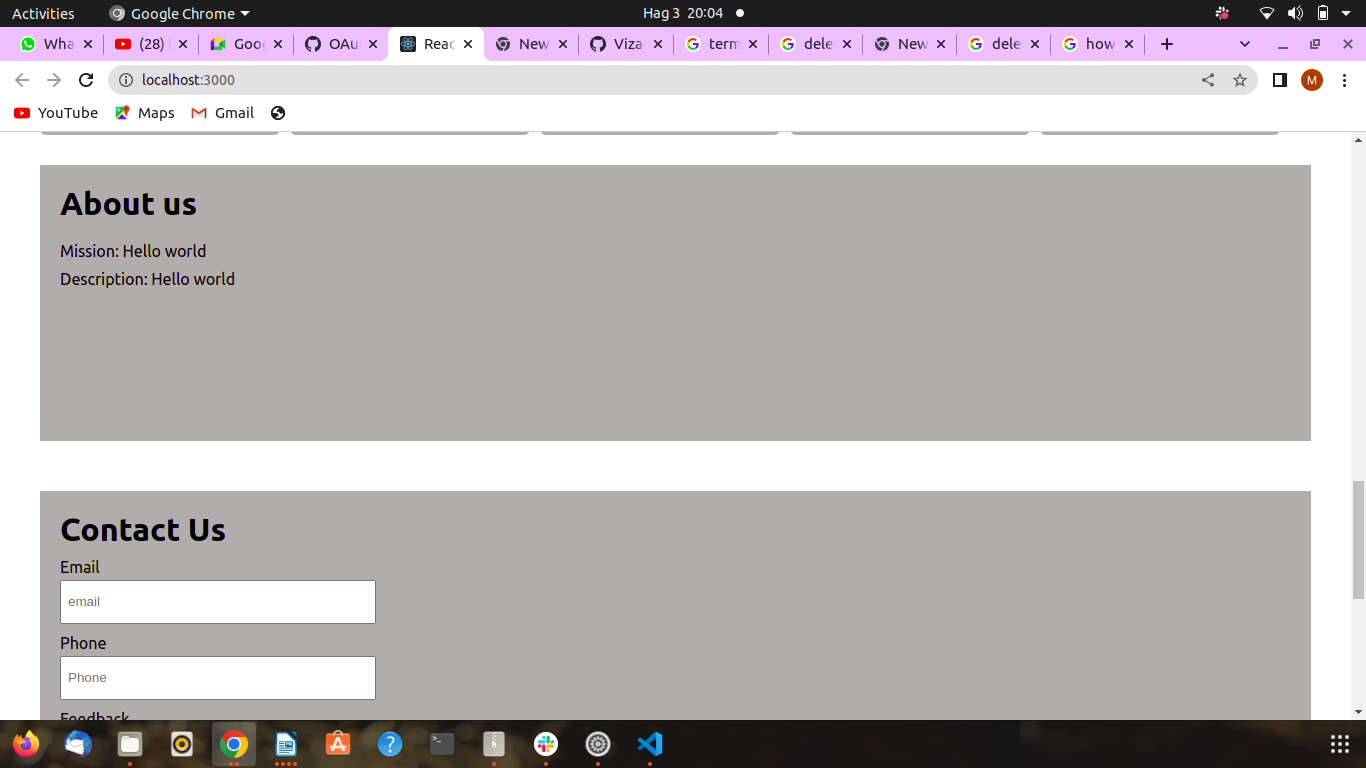 Activities
Google Chrome
Hag 3 20:04
Wha
(28)
Goog
OAu
Reac
New
Viza-
term
dele
New
dele
how
localhost:3000
M
YouTube
Maps
Gmail
About us
Mission: Hello world
Description: Hello world
Contact Us
Email
email
Phone
Phone
Feedback